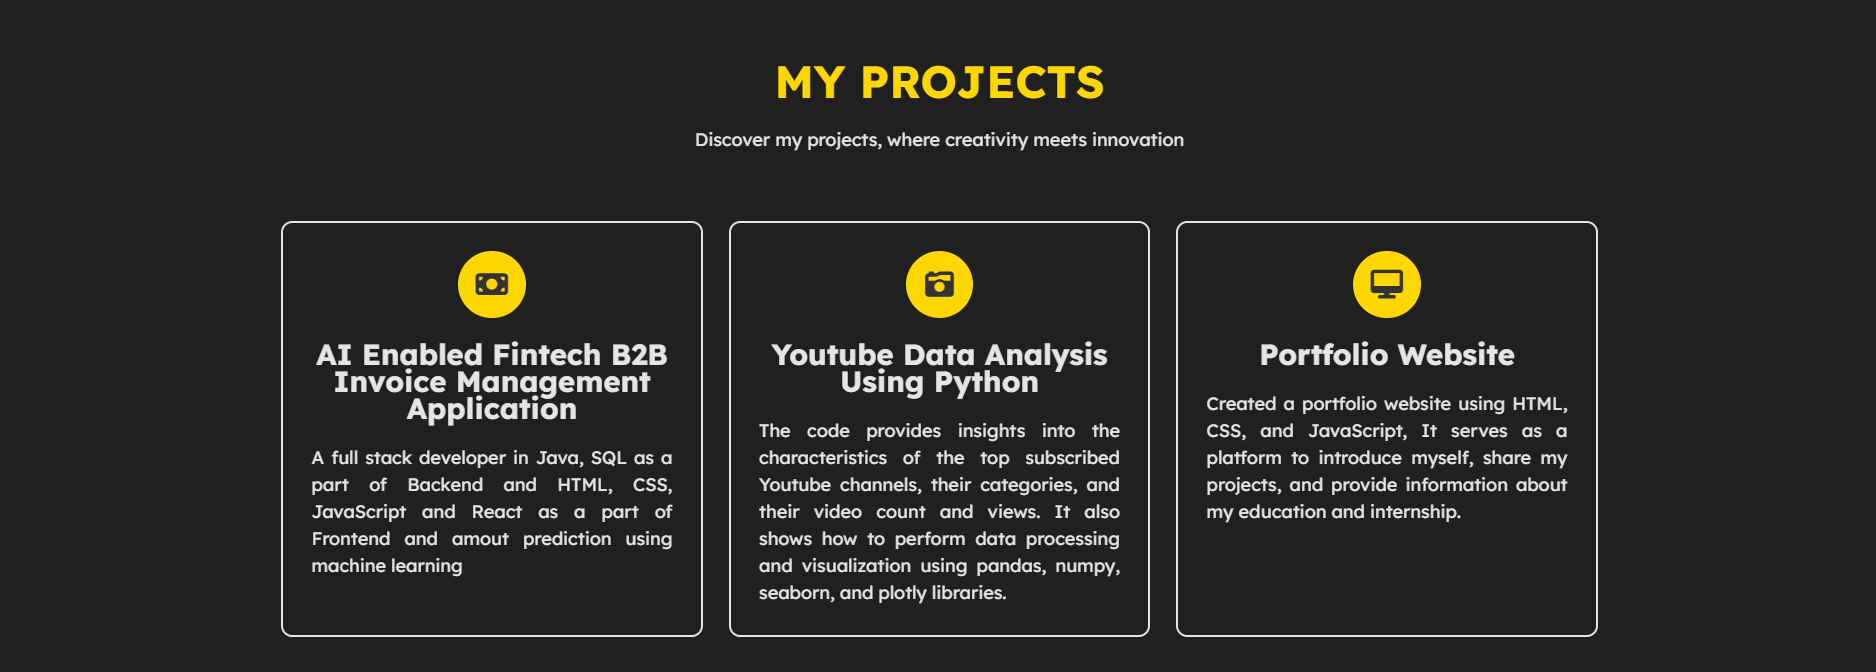 MY PROJECTS
Discover my projects, where creativity meets innovation
AI Enabled Fintech B2B
Invoice Management
Application
A full stack developer in Java, SQL as a
part of Backend and HTML, CSS,
JavaScript and React as a part of
Frontend and amout prediction using
machine learning
Youtube Data Analysis
Using Python
The code provides insights into the
characteristics of the top subscribed
Youtube channels, their categories, and
their video count and views. It also
shows how to perform data processing
and visualization using pandas, numpy,
seaborn, and plotly libraries.
Portfolio Website
Created a portfolio website using HTML,
CSS, and JavaScript, It serves as a
platform to introduce myself, share my
projects, and provide information about
my education and internship.